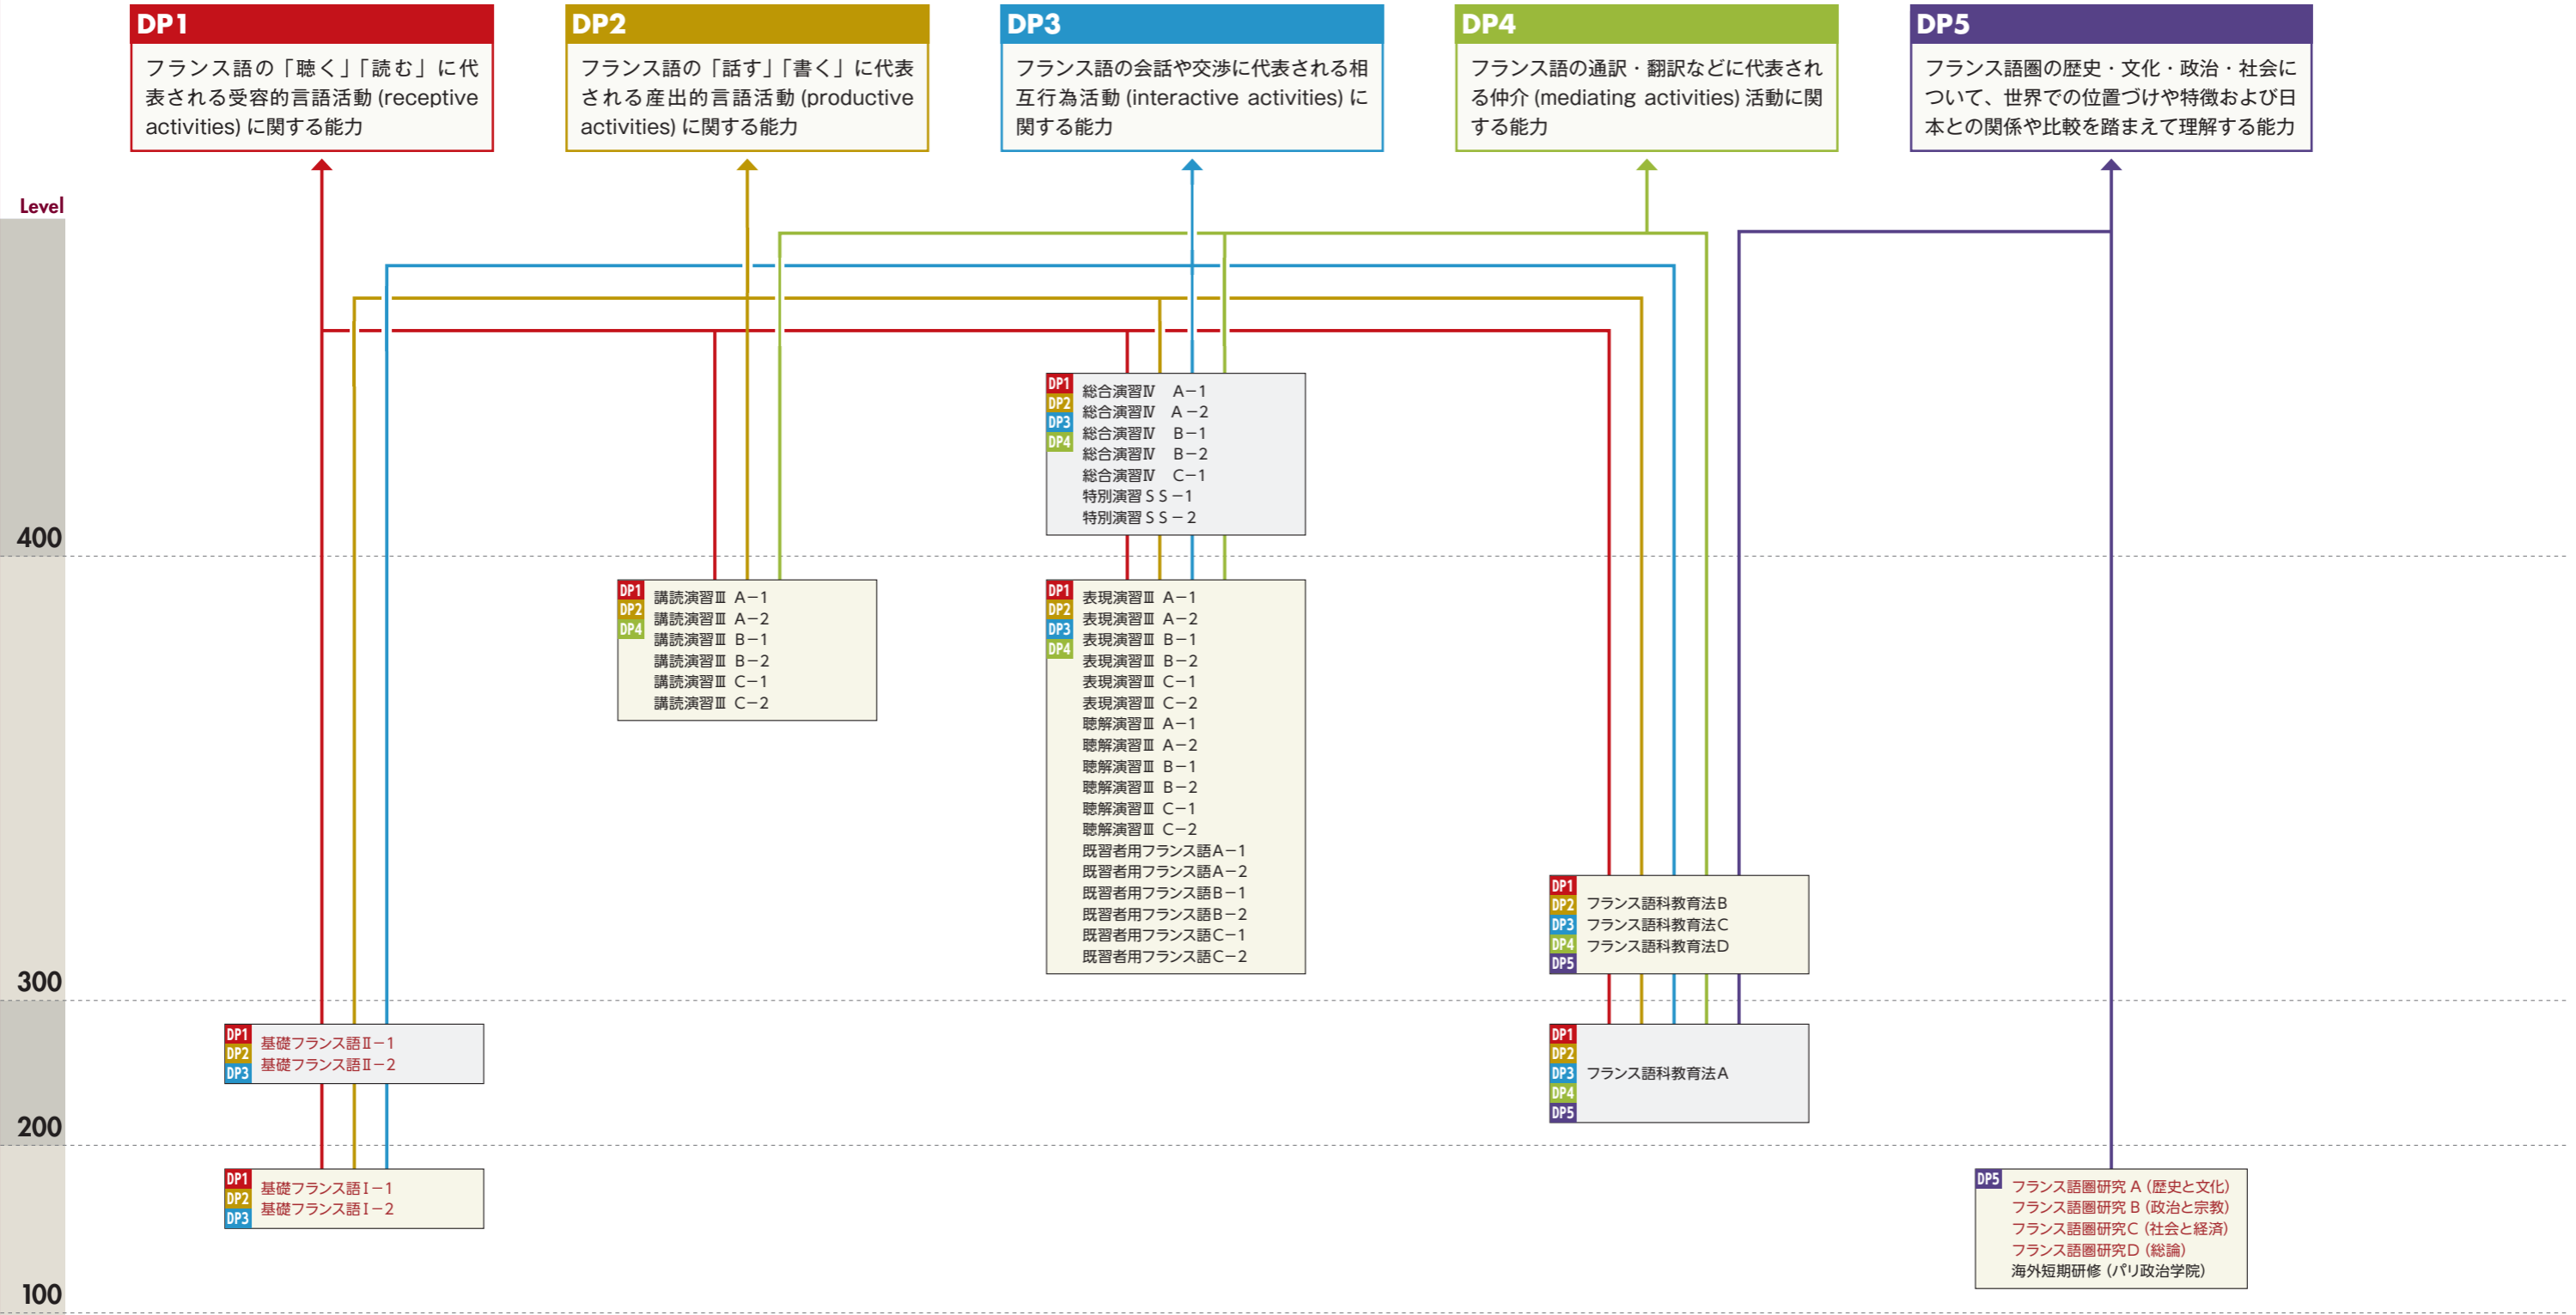 DP1
フランス語の「聴く」「読む」に代
表される受容的言語活動 (receptive
activities) に関する能力
DP2
フランス語の「話す」「書く」に代表
される産出的言語活動 (productive
activities) に関する能力
DP3
フランス語の会話や交渉に代表される相
互行為活動 (interactive activities) に
関する能力
DP4
フランス語の通訳・翻訳などに代表され
る仲介 (mediating activities) 活動に関
する能力
DP5
フランス語圏の歴史・文化・政治・社会に
ついて、世界での位置づけや特徴および日
本との関係や比較を踏まえて理解する能力
Level
DP1
DP2
DP3
DP4
総合演習Ⅳ　A－1
総合演習Ⅳ　A－2
総合演習Ⅳ　B－1
総合演習Ⅳ　B－2
総合演習Ⅳ　C－1
特別演習ＳＳ－1
特別演習ＳＳ－2
400
DP1
DP2
DP4
講読演習Ⅲ A－1
講読演習Ⅲ A－2
講読演習Ⅲ B－1
講読演習Ⅲ B－2
講読演習Ⅲ C－1
講読演習Ⅲ C－2
DP1
DP2
DP3
DP4
表現演習Ⅲ A－1
表現演習Ⅲ A－2
表現演習Ⅲ B－1
表現演習Ⅲ B－2
表現演習Ⅲ C－1
表現演習Ⅲ C－2
聴解演習Ⅲ A－1
聴解演習Ⅲ A－2
聴解演習Ⅲ B－1
聴解演習Ⅲ B－2
聴解演習Ⅲ C－1
聴解演習Ⅲ C－2
既習者用フランス語A－1
既習者用フランス語A－2
既習者用フランス語B－1
既習者用フランス語B－2
既習者用フランス語C－1
既習者用フランス語C－2
DP1
DP2
DP3
DP4
DP5
フランス語科教育法B
フランス語科教育法C
フランス語科教育法D
300
DP1
DP2
DP3
基礎フランス語Ⅱ－1
基礎フランス語Ⅱ－2
DP1
DP2
DP3
DP4
DP5
フランス語科教育法A
200
DP1
DP2
DP3
基礎フランス語Ⅰ－1
基礎フランス語Ⅰ－2
DP5
フランス語圏研究 A (歴史と文化)
フランス語圏研究 B (政治と宗教)
フランス語圏研究C (社会と経済)
フランス語圏研究D (総論)
海外短期研修 (パリ政治学院)
100